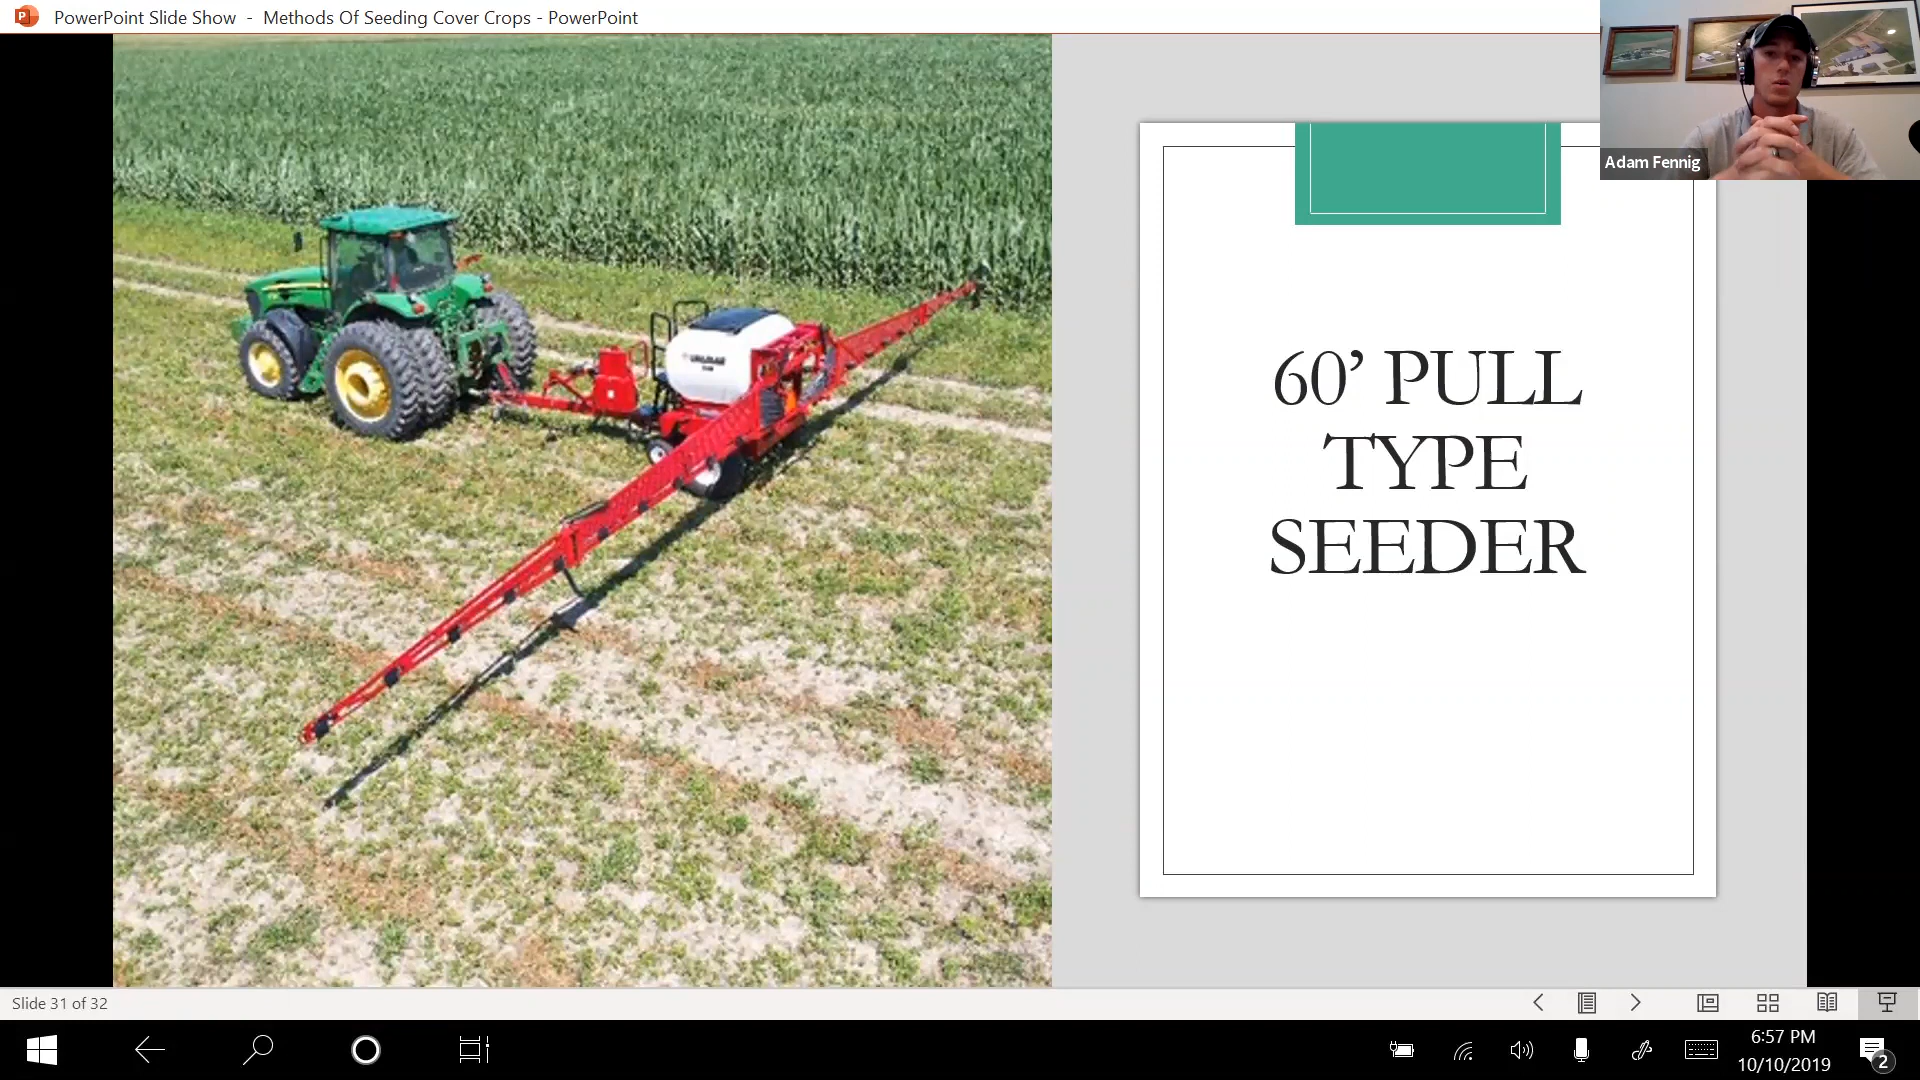 PowerPoint Slide Show - Methods Of Seeding Cover Crops - PowerPoint
Adam Fennig
60’ PULL
TYPE
SEEDER
Slide 31 of 32
6:57 PM
10/10/2019
2